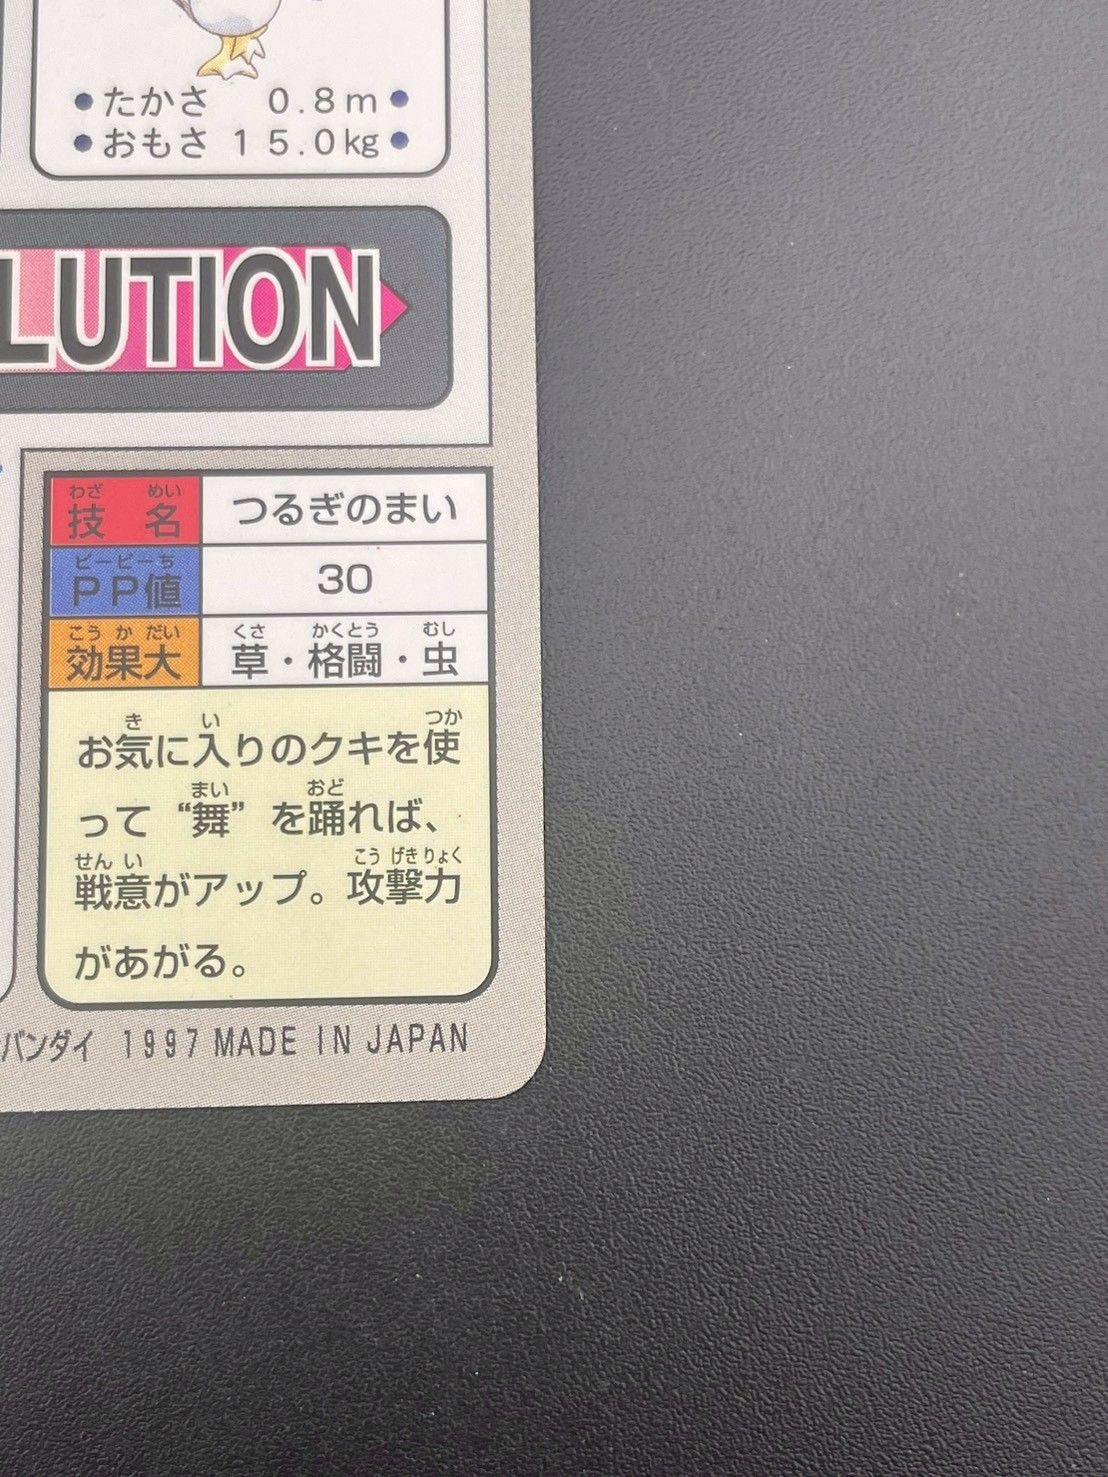 ●たかさ 0.8m●
●おもさ 15.0kg●
LUTION
わざ めい
技名 つるぎのまい
ピーピーち
PP値 30
こうかだい くさ かくとう むし
効果大 草・格闘・虫
き い つか
お気に入りのクキを使
まい おど
って“舞”を踊れば、
せんい こうげきりょく
戦意がアップ。攻撃力
があがる。
バンダイ 1997 MADE IN JAPAN